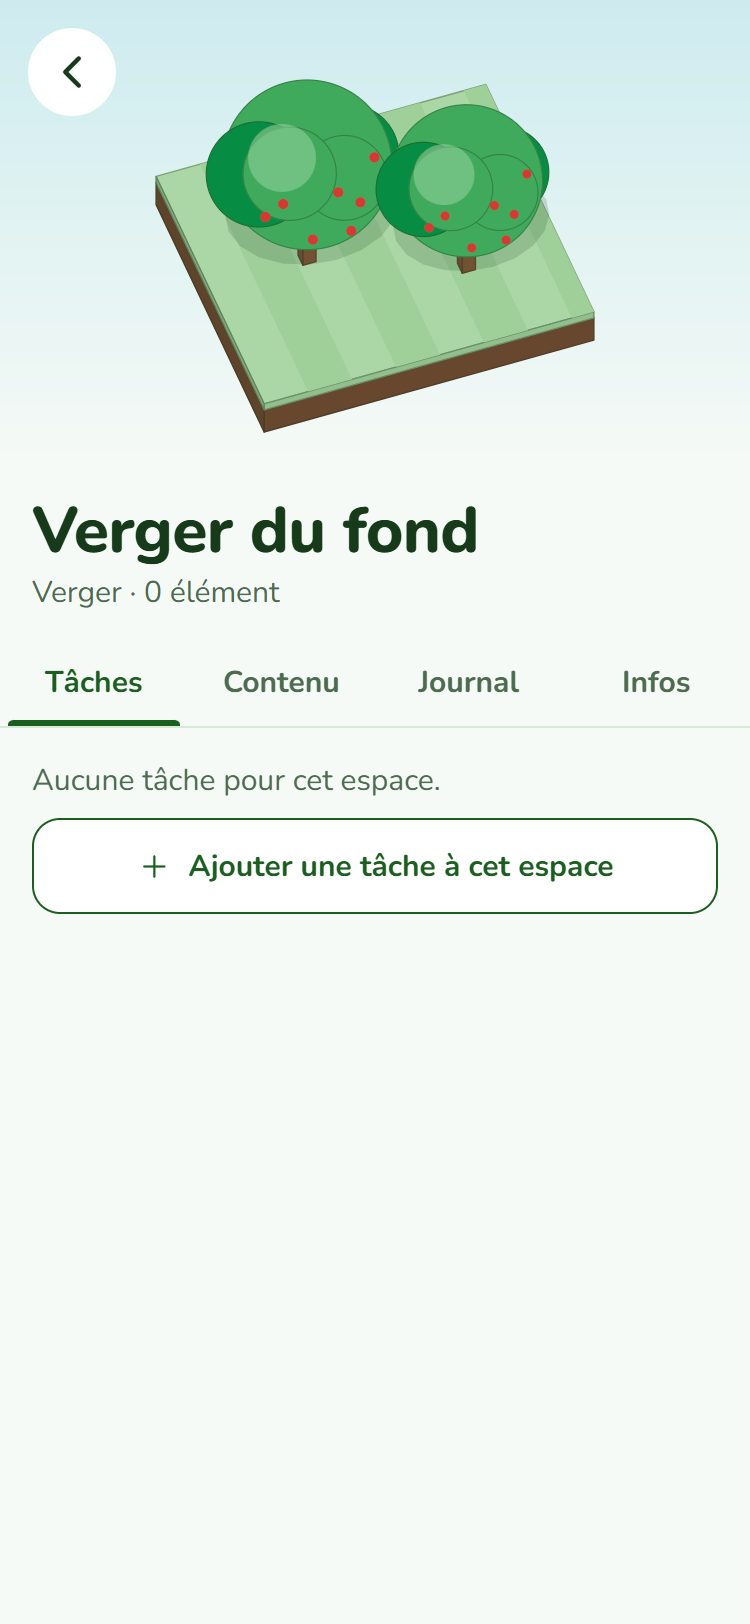 Verger du fond
Verger · 0 élément
Tâches Contenu Journal Infos
Aucune tâche pour cet espace.
+ Ajouter une tâche à cet espace